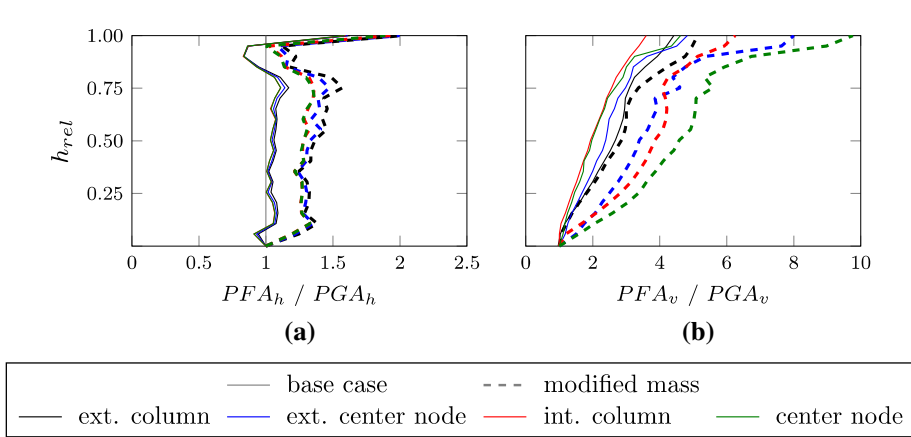 1.00
0.75
0.50
0.25
h_rel
0 0.5 1 1.5 2 2.5
PFA_h / PGA_h
(a)
0 2 4 6 8 10
PFA_v / PGA_v
(b)
base case modified mass
ext. column ext. center node int. column center node